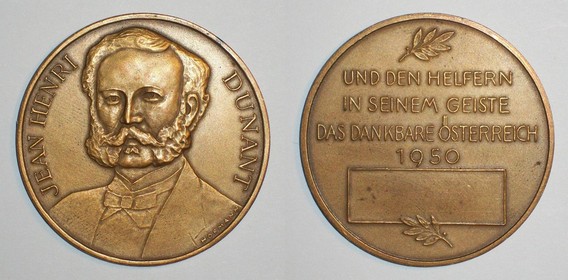 JEAN HENRI DUNANT
UND DEN HELFERN
IN SEINEM GEISTE
DAS DANKBARE ÖSTERREICH
1950